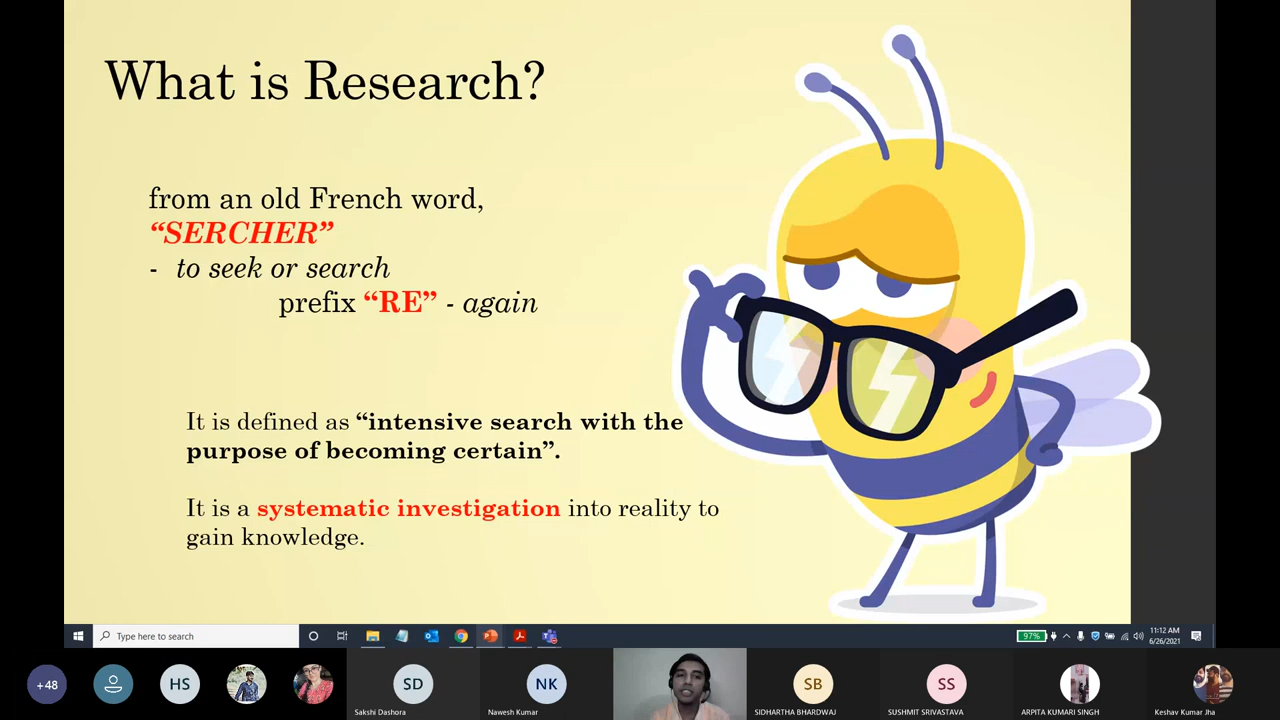 What is Research?
from an old French word,
“SERCHER”
- to seek or search
prefix “RE” - again
It is defined as “intensive search with the
purpose of becoming certain”.
It is a systematic investigation into reality to
gain knowledge.
Type here to search
97%
11:12 AM
6/26/2021
+48
HS
SD
NK
SB
SS
Sakshi Dashora
Nawesh Kumar
SIDHARTHA BHARDWAJ
SUSHMIT SRIVASTAVA
ARPITA KUMARI SINGH
Keshav Kumar Jha